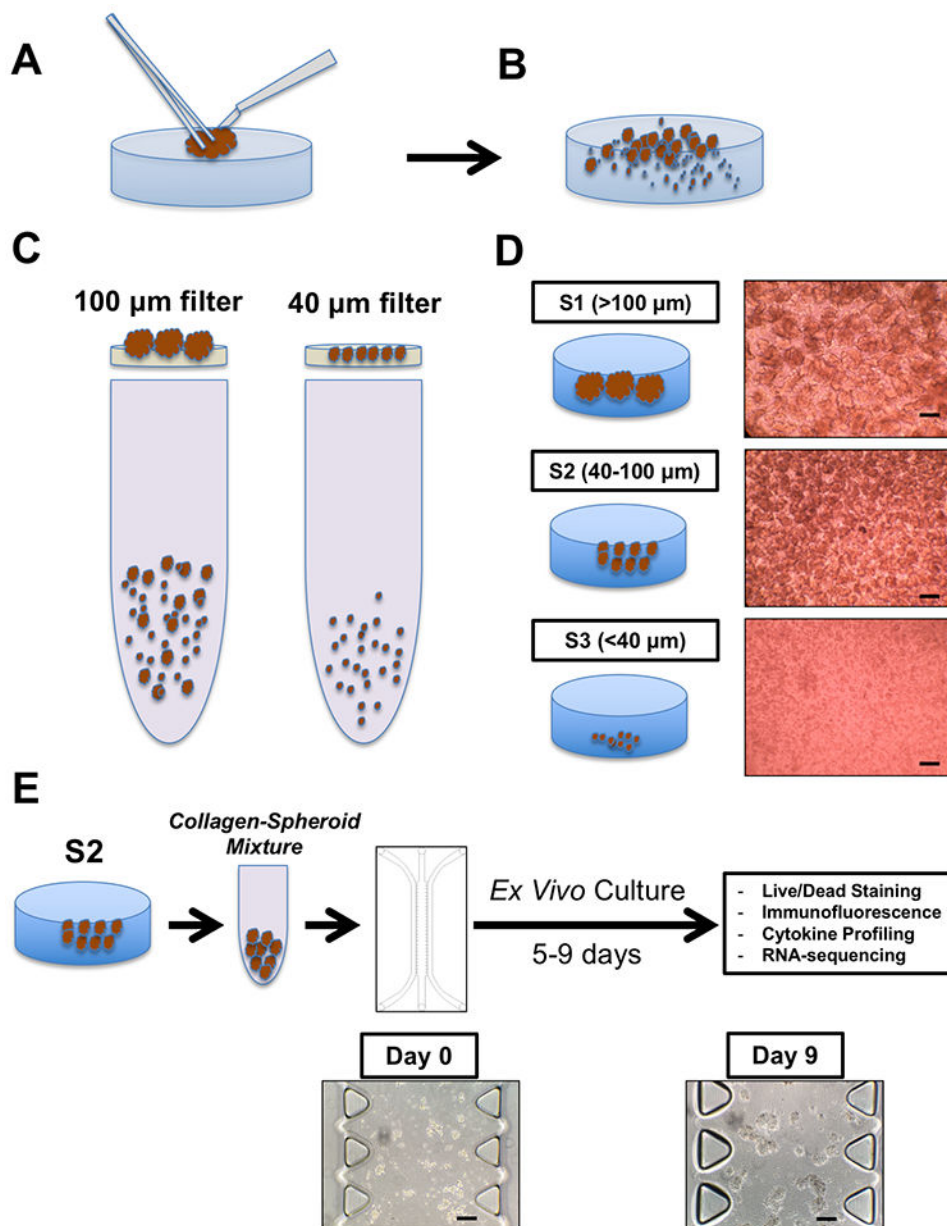 A
B
C
100 µm filter
40 µm filter
D
S1 (>100 µm)
S2 (40-100 µm)
S3 (<40 µm)
E
S2
Collagen-Spheroid
Mixture
Ex Vivo Culture
5-9 days
- Live/Dead Staining
- Immunofluorescence
- Cytokine Profiling
- RNA-sequencing
Day 0
Day 9